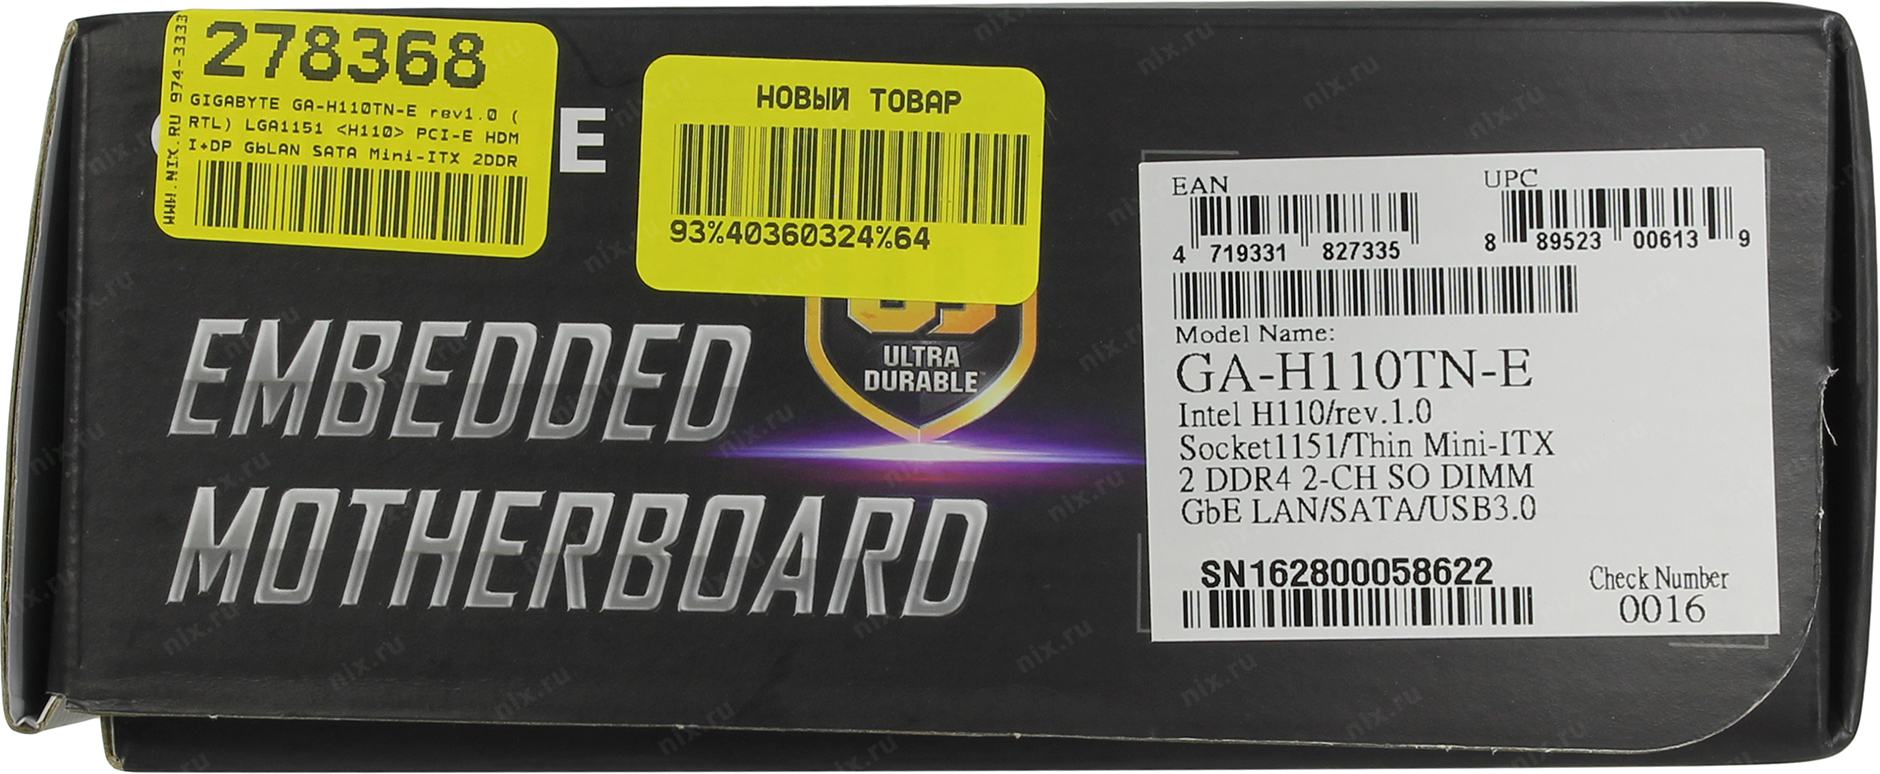 278368
GIGABYTE GA-H110TN-E rev1.0 (
RTL) LGA1151 <H110> PCI-E HDM
I+DP GbLAN SATA Mini-ITX 2DDR
WWW.NIX.RU 974-3333
E
НОВЫЙ ТОВАР
93%40360324%64
ULTRA
DURABLE™
EMBEDDED
MOTHERBOARD
EAN
4 719331 827335
UPC
8 89523 00613 9
Model Name:
GA-H110TN-E
Intel H110/rev.1.0
Socket1151/Thin Mini-ITX
2 DDR4 2-CH SO DIMM
GbE LAN/SATA/USB3.0
SN162800058622
Check Number
0016
nix.ru